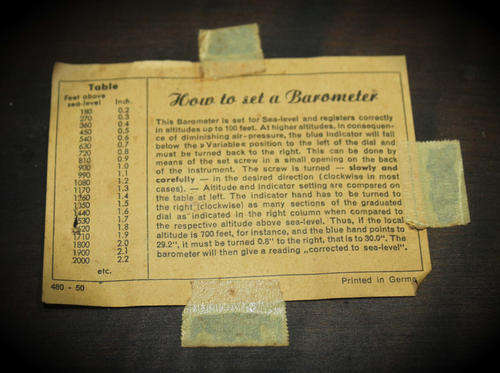 Table
Feet above
sea-level Inch.
180 0.2
270 0.3
360 0.4
450 0.5
540 0.6
630 0.7
720 0.8
810 0.9
900 1.0
990 1.1
1080 1.2
1170 1.3
1260 1.4
1350 1.5
1440 1.6
1530 1.7
1620 1.8
1710 1.9
1800 2.0
1900 2.1
2000 2.2
etc.
480 - 50
How to set a Barometer
This Barometer is set for Sea-level and registers correctly
in altitudes up to 100 feet. At higher altitudes, in consequen-
ce of diminishing air-pressure, the blue indicator will fall
below the »Variable« position to the left of the dial and
must be turned back to the right. This can be done by
means of the set screw in a small opening on the back
of the instrument. The screw is turned — slowly and
carefully — in the desired direction (clockwise in most
cases). — Altitude and indicator setting are compared on
the table at left. The indicator hand has to be turned to
the right (clockwise) as many sections of the graduated
dial as indicated in the right column when compared to
the respective altitude above sea-level. Thus, if the local
altitude is 700 feet, for instance, and the blue hand points to
29.2", it must be turned 0.8" to the right, that is to 30.0". The
barometer will then give a reading „corrected to sea-level".
Printed in Germa